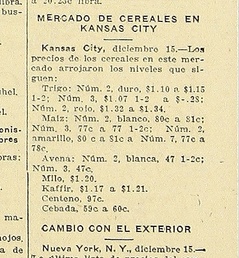 libra.
bus-
MERCADO DE CEREALES EN
KANSAS CITY
Kansas City, diciembre 15.—Los
precios de los cereales en este mer-
cado arrojaron los niveles que si-
guen:
Trigo: Núm. 2, duro, $1.10 a $1.15
1-2; Núm. 3, $1.07 1-2 a
Núm. 2, rojo, $1.32 a $1.34.
Maíz: Núm. 2, blanco, 80c a 81c;
Núm. 3, 77c a 77 1-2c; Núm. 2,
amarillo, 80c a 81c; Núm. 7, 77c a
78c.
Avena: Núm. 2, blanca, 47 1-2c;
Núm. 3, 47c.
Milo, $1.20.
Kaffir, $1.17 a $1.21.
Centeno, 97c.
Cebada, 59c a 60c.
CAMBIO CON EL EXTERIOR
Nueva York, N. Y., diciembre 15.—